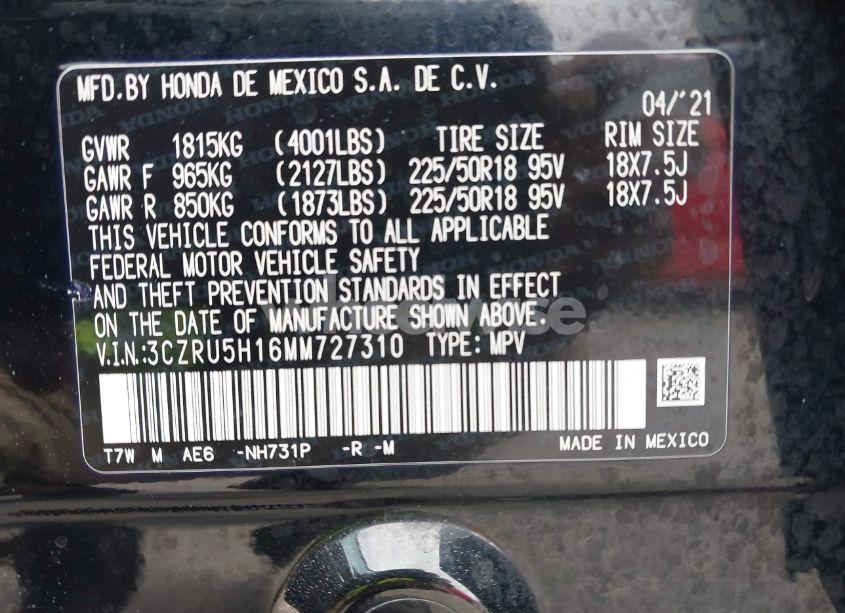 MFD.BY HONDA DE MEXICO S.A. DE C.V.
04/'21
GVWR 1815KG (4001LBS) TIRE SIZE RIM SIZE
GAWR F 965KG (2127LBS) 225/50R18 95V 18X7.5J
GAWR R 850KG (1873LBS) 225/50R18 95V 18X7.5J
THIS VEHICLE CONFORMS TO ALL APPLICABLE
FEDERAL MOTOR VEHICLE SAFETY
AND THEFT PREVENTION STANDARDS IN EFFECT
ON THE DATE OF MANUFACTURE SHOWN ABOVE.
V.I.N.:3CZRU5H16MM727310 TYPE: MPV
T7W M AE6 -NH731P -R -M MADE IN MEXICO